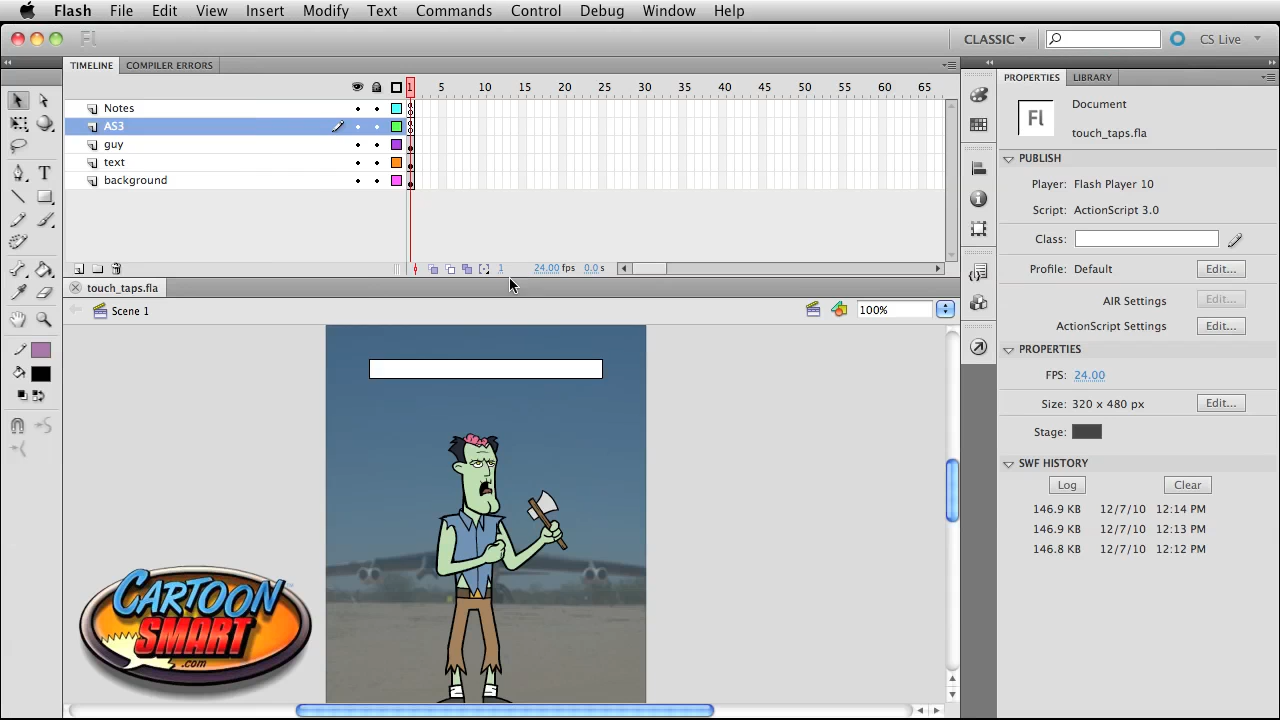 Flash File Edit View Insert Modify Text Commands Control Debug Window Help
Fl CLASSIC CS Live
TIMELINE COMPILER ERRORS
1 5 10 15 20 25 30 35 40 45 50 55 60 65
Notes
AS3
guy
text
background
1 24.00 fps 0.0 s
touch_taps.fla
Scene 1 100%
CARTOON
SMART
.com
PROPERTIES LIBRARY
Fl
Document
touch_taps.fla
PUBLISH
Player: Flash Player 10
Script: ActionScript 3.0
Class:
Profile: Default Edit...
AIR Settings Edit...
ActionScript Settings Edit...
PROPERTIES
FPS: 24.00
Size: 320 x 480 px Edit...
Stage:
SWF HISTORY
Log Clear
146.9 KB 12/7/10 12:14 PM
146.9 KB 12/7/10 12:13 PM
146.8 KB 12/7/10 12:12 PM